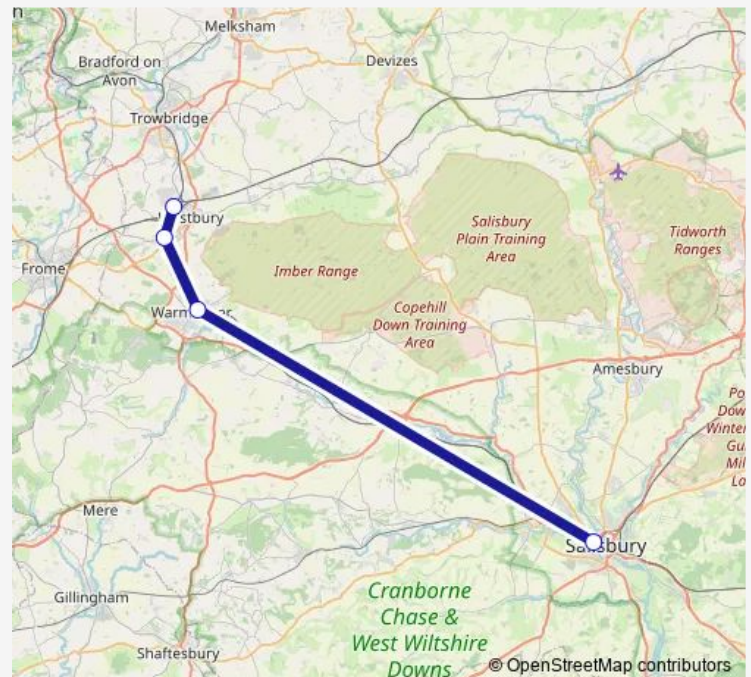 n
Melksham
Bradford on
Avon
Devizes
Trowbridge
Salisbury
Plain Training
Area
Tidworth
Ranges
Frome
Imber Range
Copehill
Down Training
Area
Amesbury
Mere
Salisbury
Gillingham
Cranborne
Chase &
West Wiltshire
Downs
Shaftesbury
© OpenStreetMap contributors